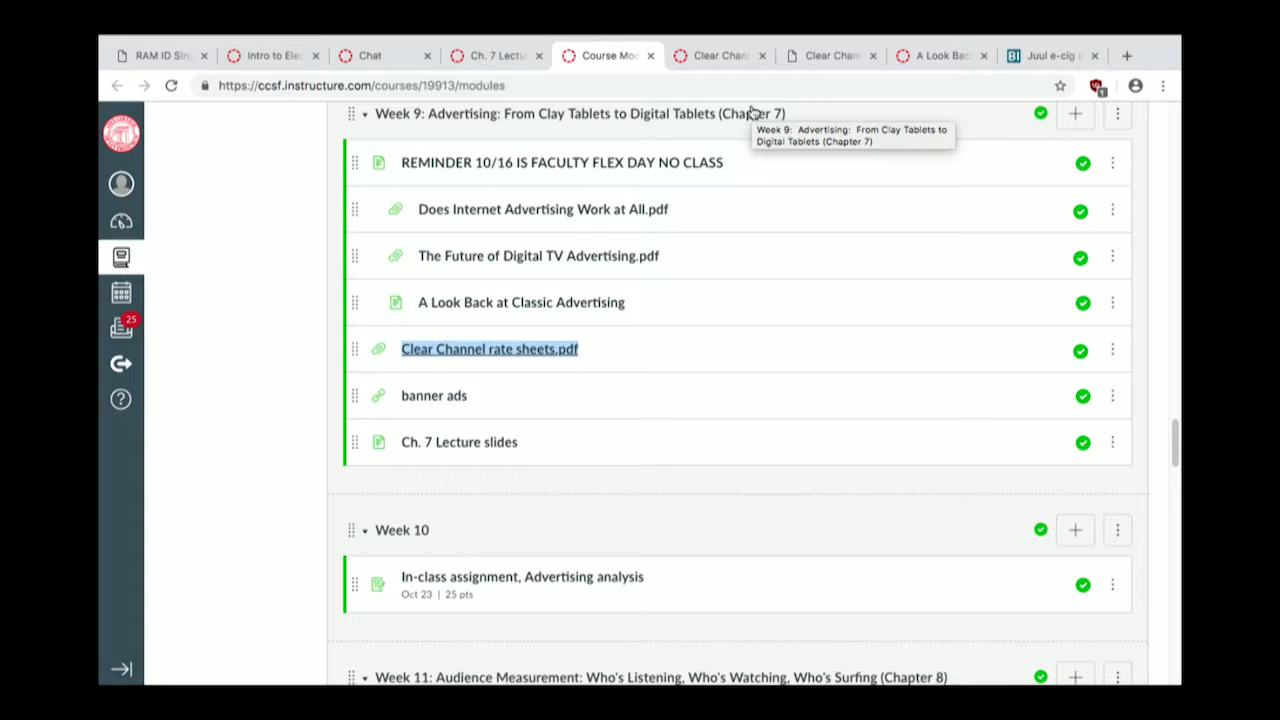 RAM ID Sin
Intro to Elec
Chat
Ch. 7 Lectu
Course Moc
Clear Chan
Clear Chan
A Look Bac
Juul e-cig a
https://ccsf.instructure.com/courses/19913/modules
Week 9: Advertising: From Clay Tablets to Digital Tablets (Chapter 7)
Week 9: Advertising: From Clay Tablets to
Digital Tablets (Chapter 7)
REMINDER 10/16 IS FACULTY FLEX DAY NO CLASS
Does Internet Advertising Work at All.pdf
The Future of Digital TV Advertising.pdf
A Look Back at Classic Advertising
25
Clear Channel rate sheets.pdf
banner ads
Ch. 7 Lecture slides
Week 10
In-class assignment, Advertising analysis
Oct 23 | 25 pts
Week 11: Audience Measurement: Who's Listening, Who's Watching, Who's Surfing (Chapter 8)